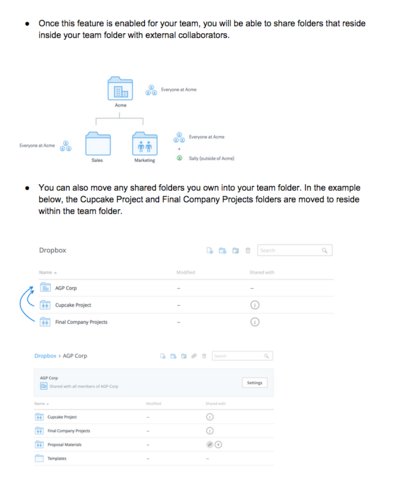 • Once this feature is enabled for your team, you will be able to share folders that reside
inside your team folder with external collaborators.
Everyone at Acme
Acme
Everyone at Acme
Everyone at Acme
+
Sally (outside of Acme)
Sales
Marketing
• You can also move any shared folders you own into your team folder. In the example
below, the Cupcake Project and Final Company Projects folders are moved to reside
within the team folder.
Dropbox
Search
Name
Modified
Shared with
AGP Corp
--
--
Cupcake Project
--
Final Company Projects
--
Dropbox › AGP Corp
Search
AGP Corp
Shared with all members of AGP Corp
Settings
Name
Modified
Shared with
Cupcake Project
--
Final Company Projects
--
Proposal Materials
--
Templates
--
--